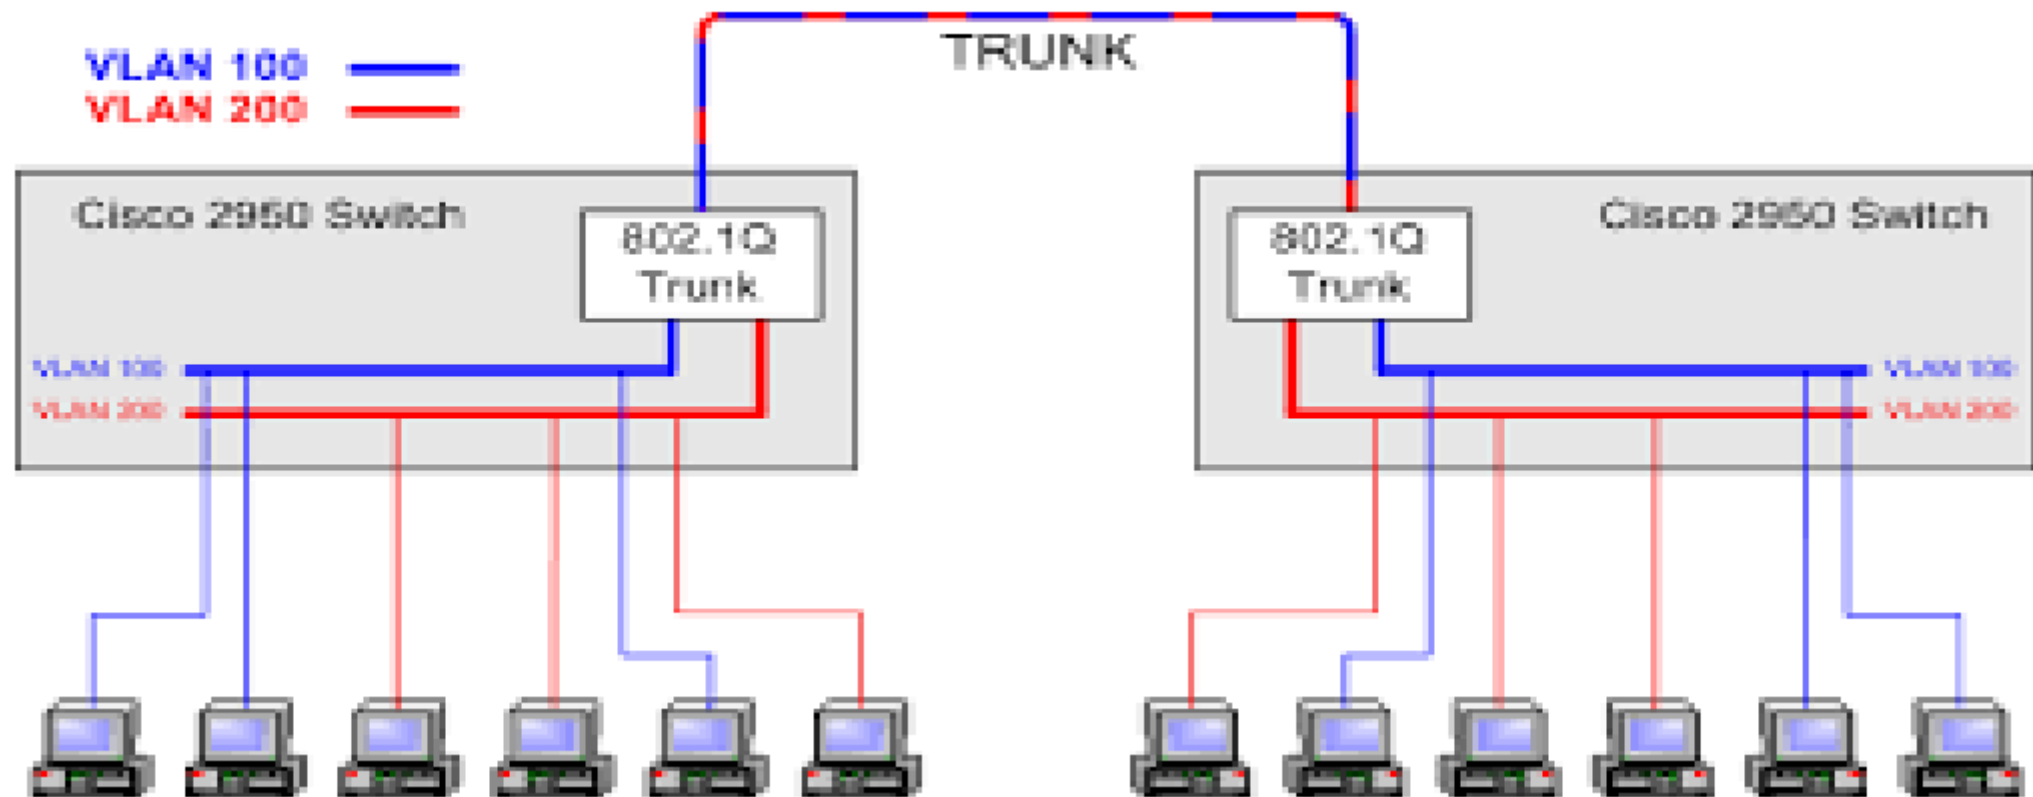 VLAN 100
VLAN 200
TRUNK
Cisco 2950 Switch
802.1Q
Trunk
VLAN 100
VLAN 200
802.1Q
Trunk
Cisco 2950 Switch
VLAN 100
VLAN 200